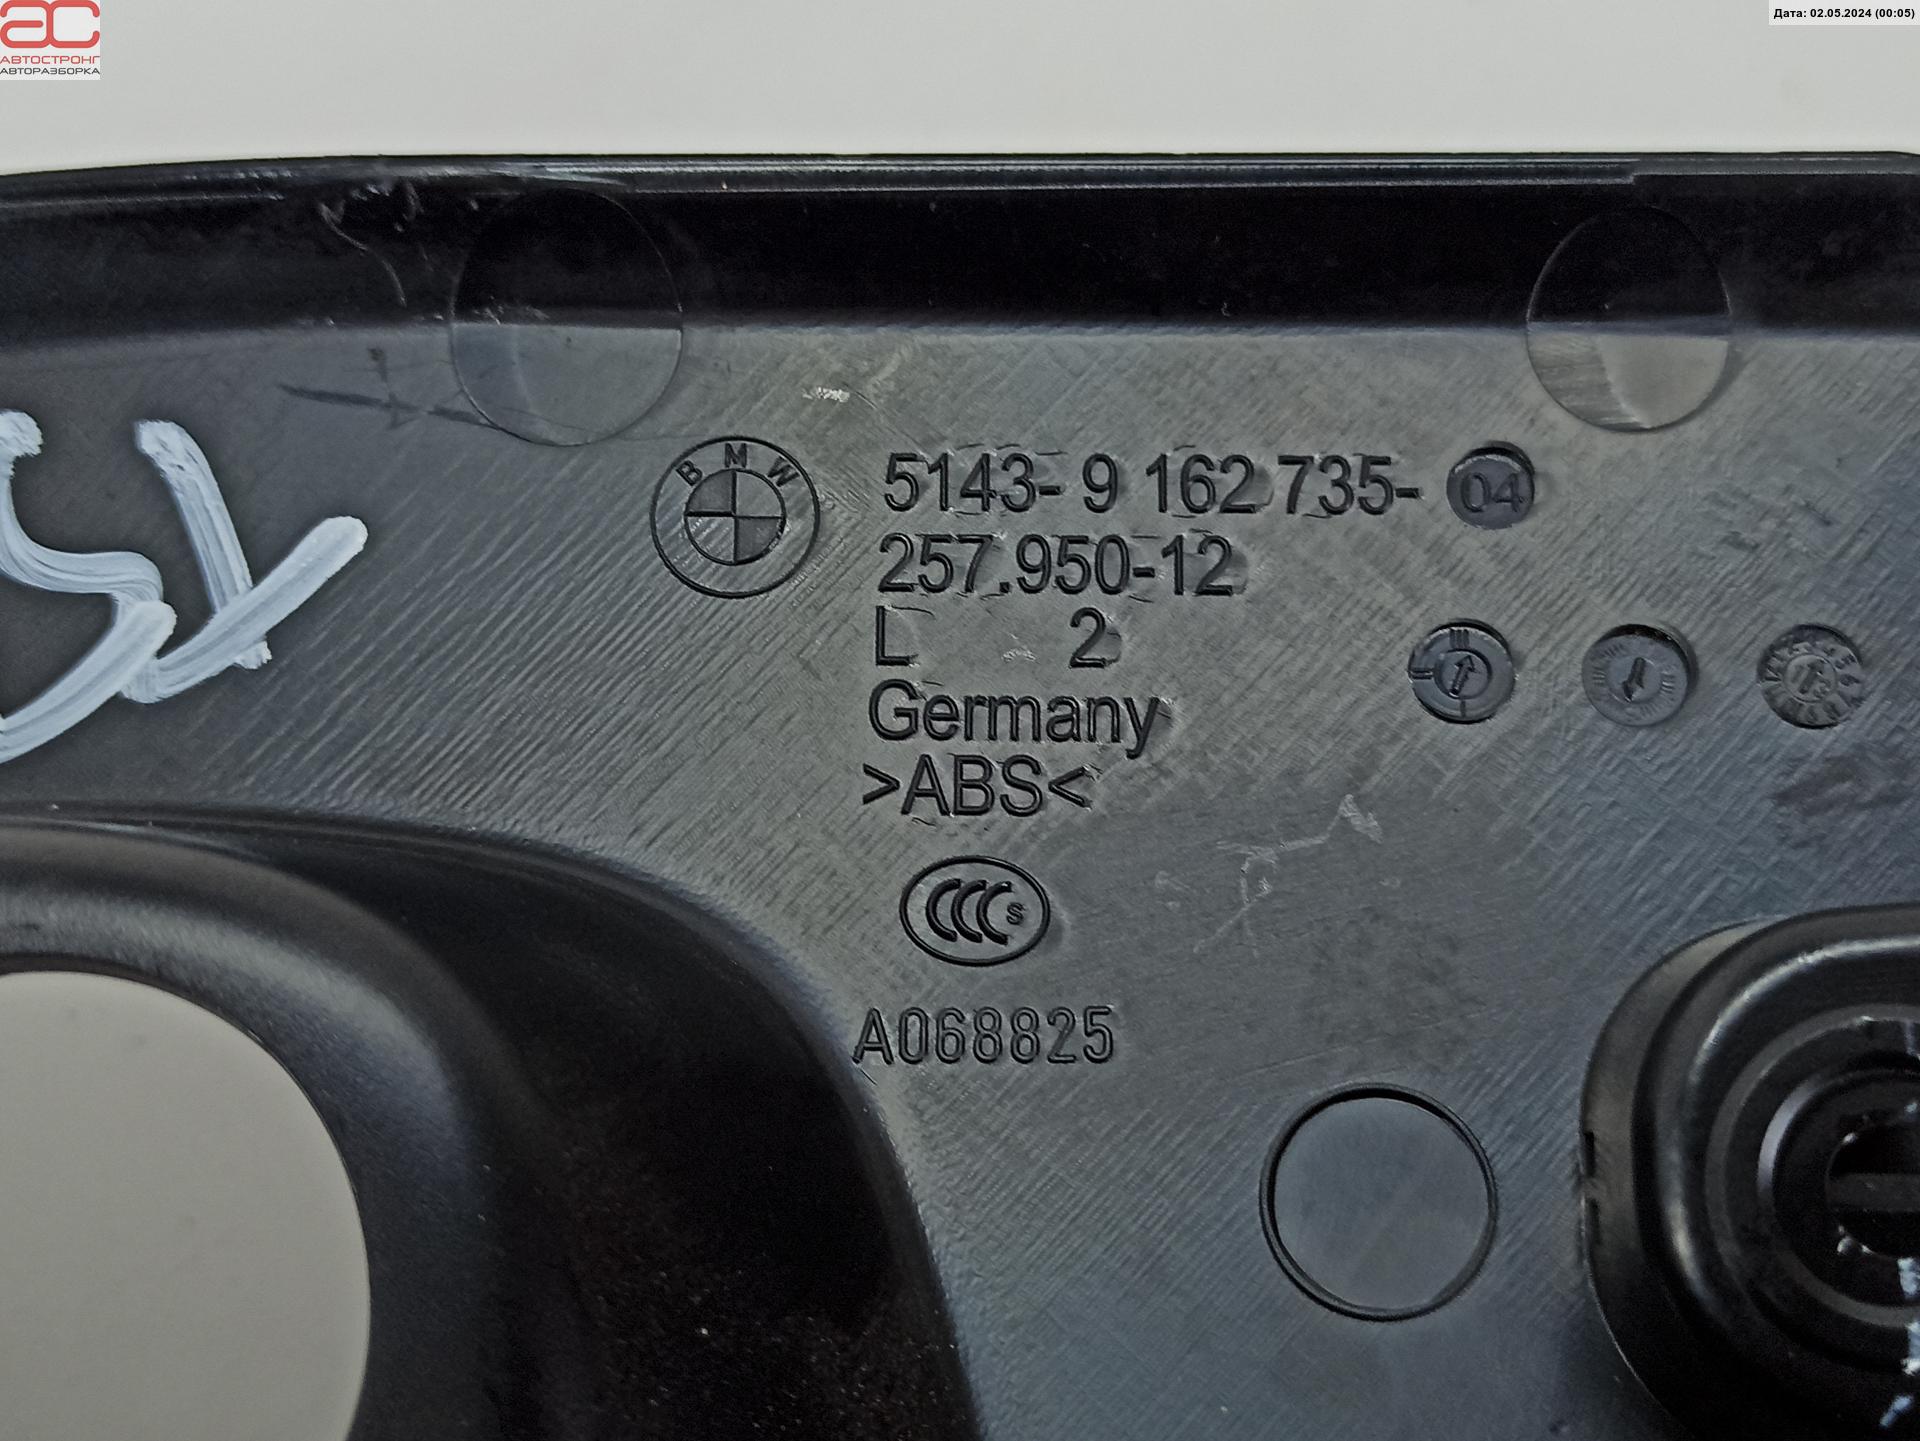 АВТОСТРОНГ
АВТОРАЗБОРКА
Дата: 02.05.2024 (00:05)
BMW
5143- 9 162 735- 04
257.950-12
L 2
Germany
>ABS<
CCC S
A068825